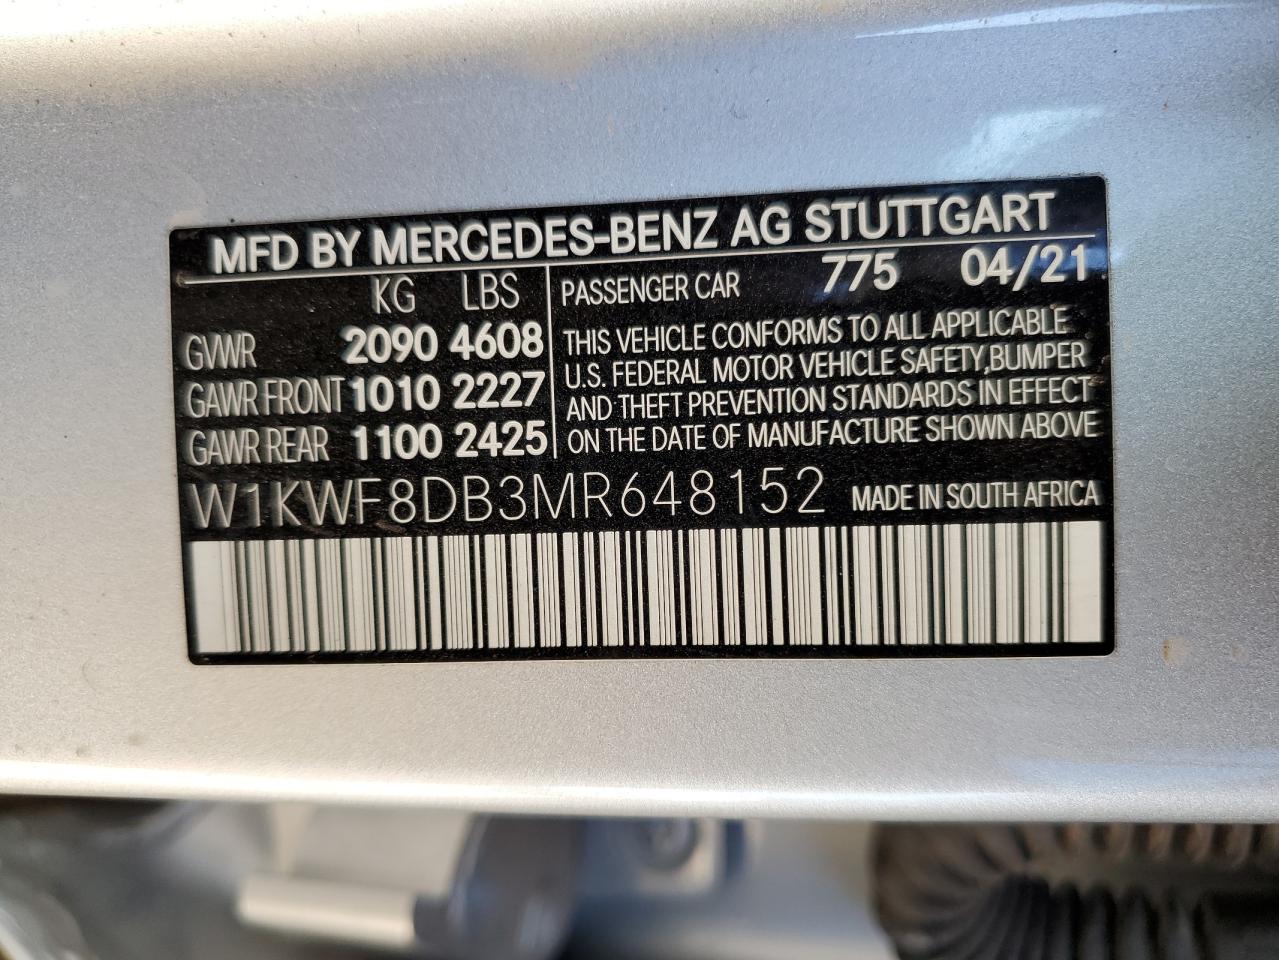 MFD BY MERCEDES-BENZ AG STUTTGART
KG LBS
GVWR 2090 4608
GAWR FRONT 1010 2227
GAWR REAR 1100 2425
PASSENGER CAR 775 04/21
THIS VEHICLE CONFORMS TO ALL APPLICABLE
U.S. FEDERAL MOTOR VEHICLE SAFETY,BUMPER
AND THEFT PREVENTION STANDARDS IN EFFECT
ON THE DATE OF MANUFACTURE SHOWN ABOVE
W1KWF8DB3MR648152 MADE IN SOUTH AFRICA